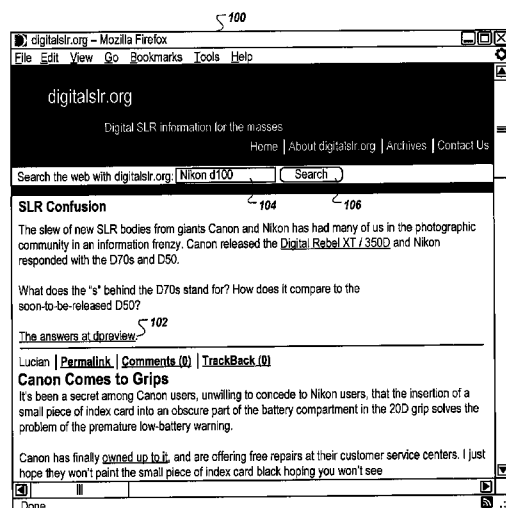 100
digitalslr.org – Mozilla Firefox
File Edit View Go Bookmarks Tools Help
digitalslr.org
Digital SLR information for the masses
Home | About digitalslr.org | Archives | Contact Us
Search the web with digitalslr.org: Nikon d100 Search
104 106
SLR Confusion
The slew of new SLR bodies from giants Canon and Nikon has had many of us in the photographic
community in an information frenzy. Canon released the Digital Rebel XT / 350D and Nikon
responded with the D70s and D50.
What does the "s" behind the D70s stand for? How does it compare to the
soon-to-be-released D50?
102
The answers at dpreview.
Lucian | Permalink | Comments (0) | TrackBack (0)
Canon Comes to Grips
It's been a secret among Canon users, unwilling to concede to Nikon users, that the insertion of a
small piece of index card into an obscure part of the battery compartment in the 20D grip solves the
problem of the premature low-battery warning.
Canon has finally owned up to it, and are offering free repairs at their customer service centers. I just
hope they won't paint the small piece of index card black hoping you won't see
Done